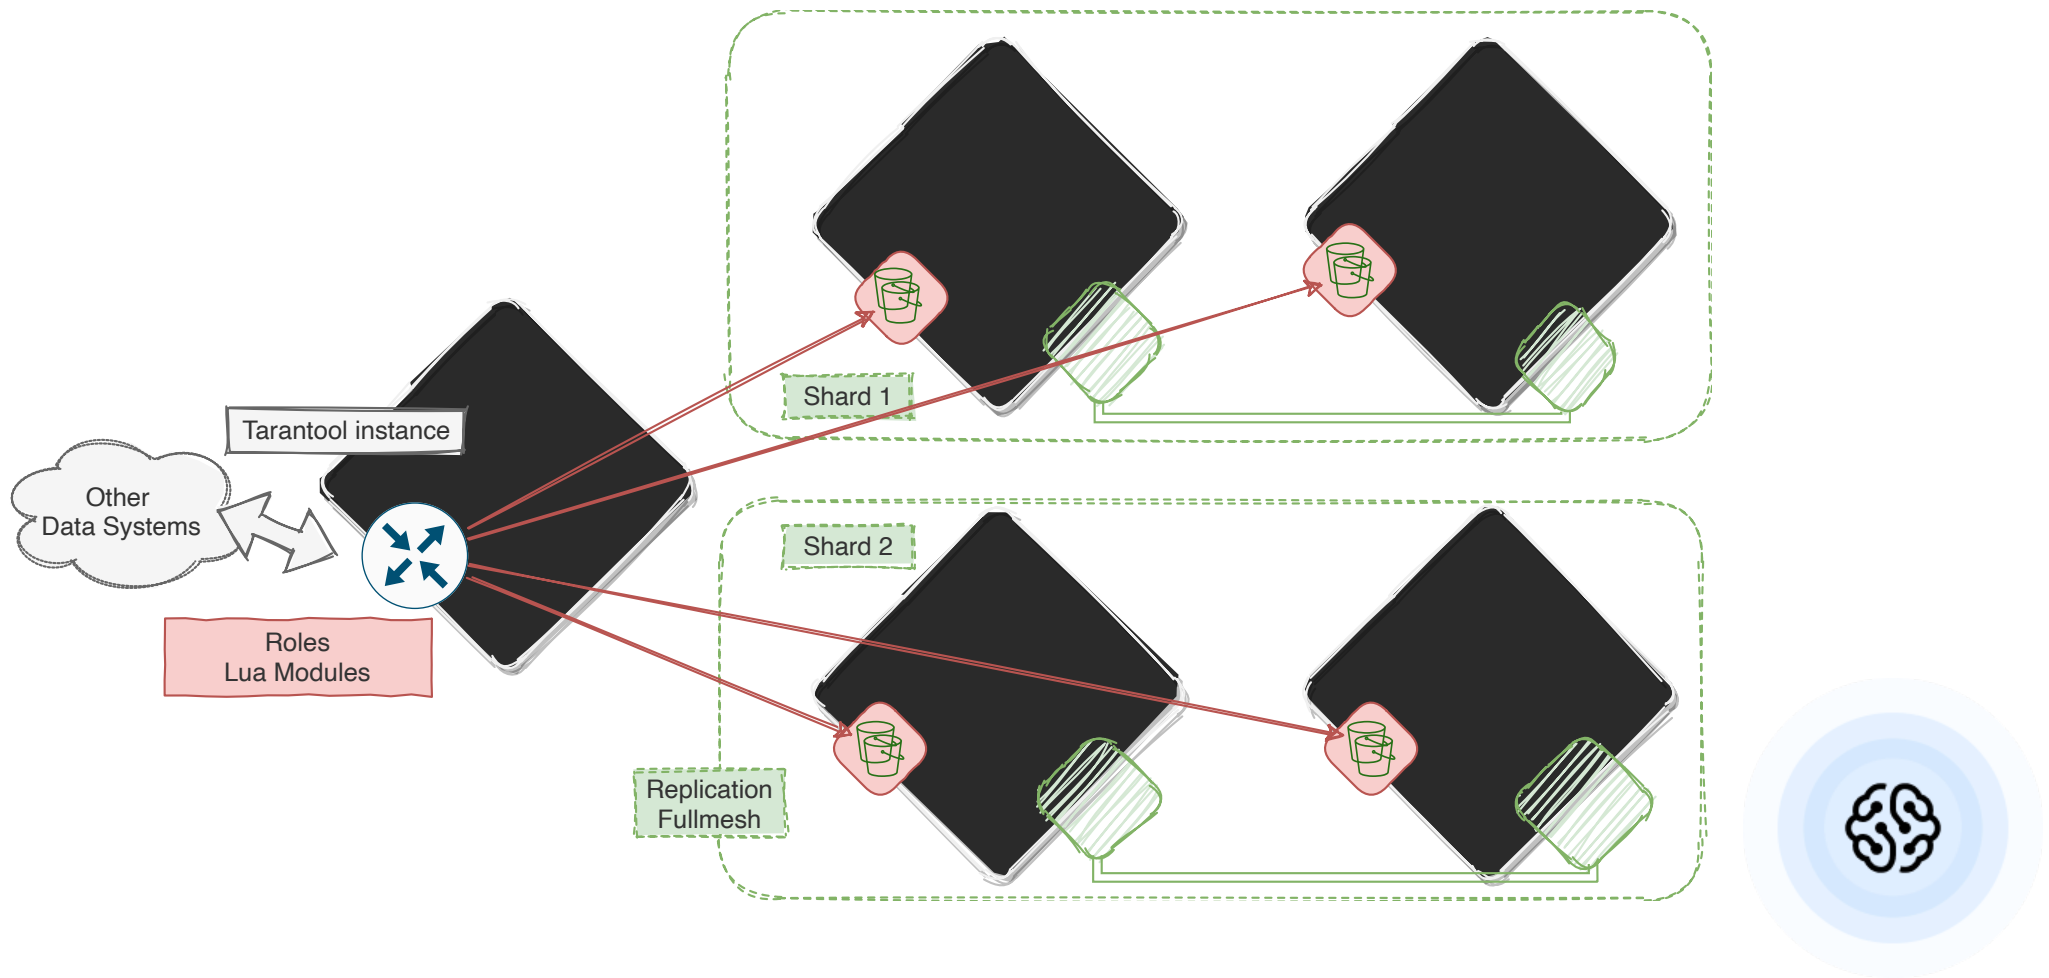 Shard 1
Tarantool instance
Other
Data Systems
Shard 2
Roles
Lua Modules
Replication
Fullmesh